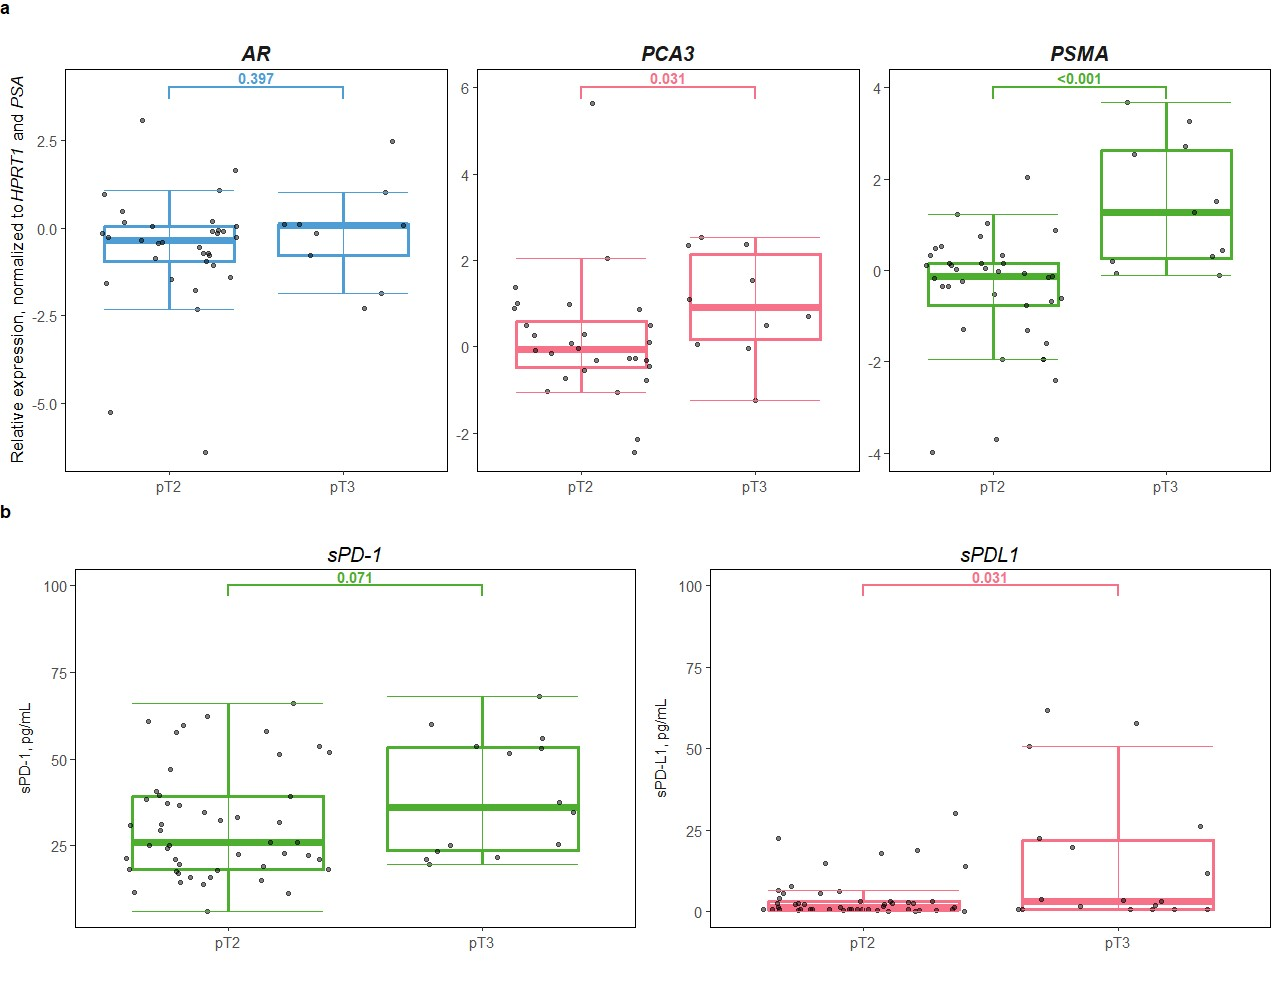 a
AR
PCA3
PSMA
Relative expression, normalized to HPRT1 and PSA
0.397
0.031
<0.001
2.5
0.0
-2.5
-5.0
6
4
2
0
-2
4
2
0
-2
-4
pT2
pT3
pT2
pT3
pT2
pT3
b
sPD-1
sPDL1
0.071
0.031
sPD-1, pg/mL
100
75
50
25
sPD-L1, pg/mL
100
75
50
25
0
pT2
pT3
pT2
pT3